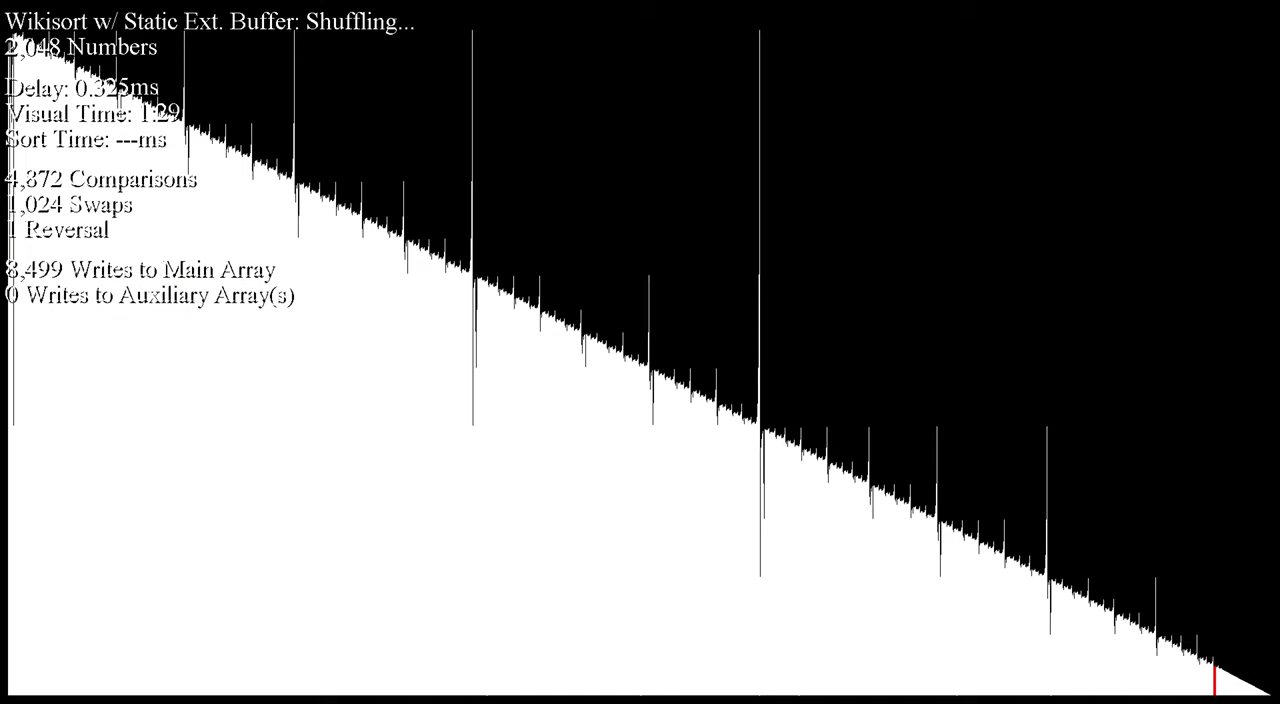 Wikisort w/ Static Ext. Buffer: Shuffling...
2,048 Numbers
Delay: 0.325ms
Visual Time: 1:29
Sort Time: ---ms
4,872 Comparisons
1,024 Swaps
1 Reversal
8,499 Writes to Main Array
0 Writes to Auxiliary Array(s)